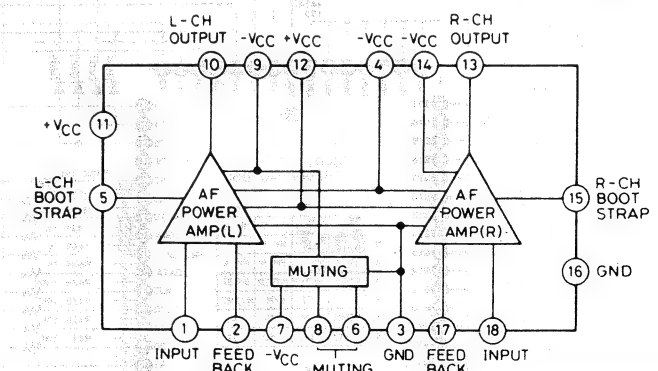 L-CH
OUTPUT
-VCC
+VCC
-VCC
-VCC
R-CH
OUTPUT
10
9
12
4
14
13
+VCC
11
L-CH
BOOT
STRAP
5
AF
POWER
AMP(L)
AF
POWER
AMP(R)
15
R-CH
BOOT
STRAP
MUTING
16
GND
1
2
7
8
6
3
17
18
INPUT
FEED
BACK
-VCC
MUTING
GND
FEED
BACK
INPUT